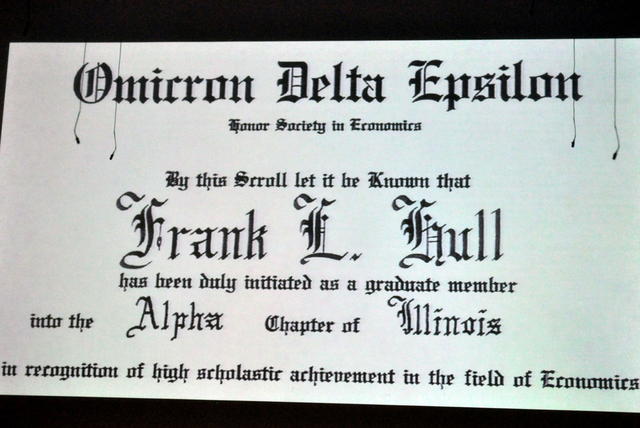 Omicron Delta Epsilon
Honor Society in Economics
By this Scroll let it be Known that
Frank L. Hull
has been duly initiated as a graduate member
into the Alpha Chapter of Illinois
in recognition of high scholastic achievement in the field of Economics